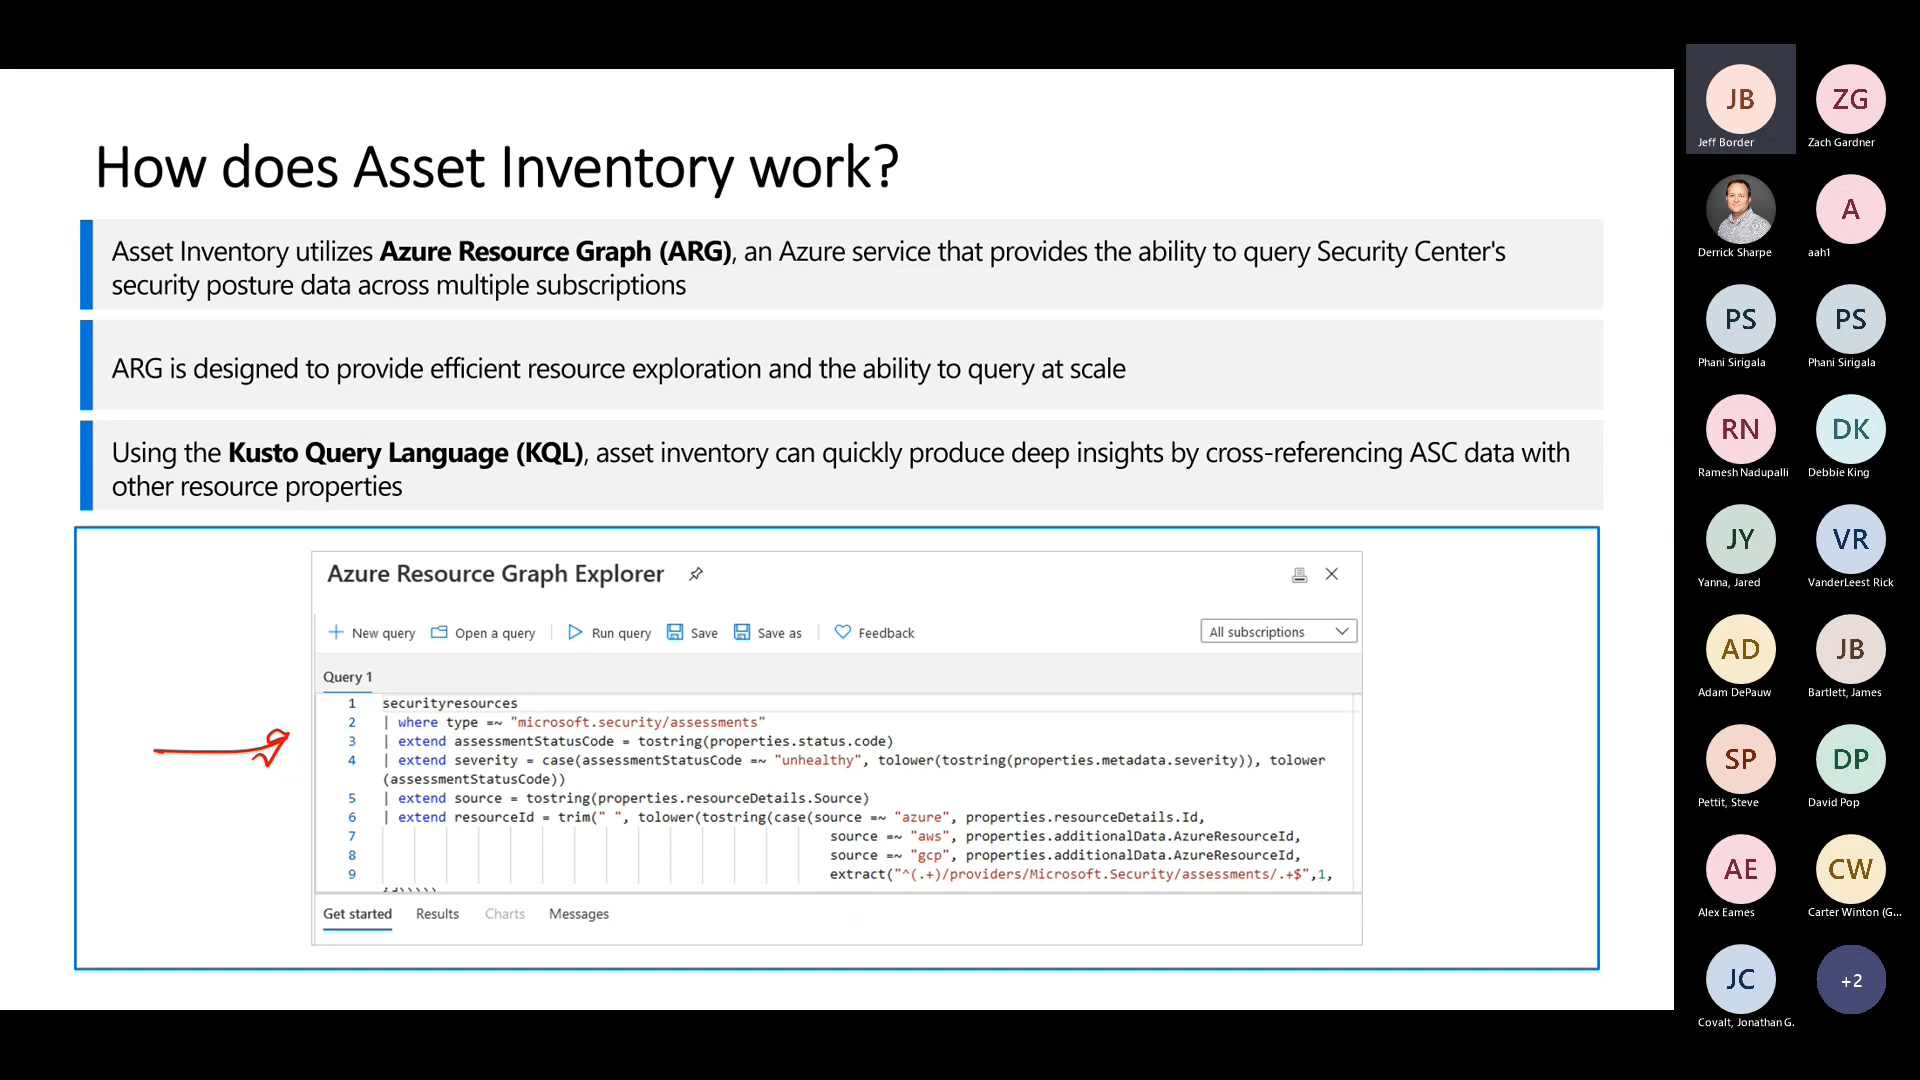 How does Asset Inventory work?
Asset Inventory utilizes Azure Resource Graph (ARG), an Azure service that provides the ability to query Security Center's
security posture data across multiple subscriptions
ARG is designed to provide efficient resource exploration and the ability to query at scale
Using the Kusto Query Language (KQL), asset inventory can quickly produce deep insights by cross-referencing ASC data with
other resource properties
Azure Resource Graph Explorer
New query Open a query Run query Save Save as Feedback All subscriptions
Query 1
1 securityresources
2 | where type =~ "microsoft.security/assessments"
3 | extend assessmentStatusCode = tostring(properties.status.code)
4 | extend severity = case(assessmentStatusCode =~ "unhealthy", tolower(tostring(properties.metadata.severity)), tolower
(assessmentStatusCode))
5 | extend source = tostring(properties.resourceDetails.Source)
6 | extend resourceId = trim(" ", tolower(tostring(case(source =~ "azure", properties.resourceDetails.Id,
7 source =~ "aws", properties.additionalData.AzureResourceId,
8 source =~ "gcp", properties.additionalData.AzureResourceId,
9 extract("^(.+)/providers/Microsoft.Security/assessments/.+$",1,
Get started Results Charts Messages
JB ZG
Jeff Border Zach Gardner
A
Derrick Sharpe aah1
PS PS
Phani Sirigala Phani Sirigala
RN DK
Ramesh Nadupalli Debbie King
JY VR
Yanna, Jared VanderLeest Rick
AD JB
Adam DePauw Bartlett, James
SP DP
Pettit, Steve David Pop
AE CW
Alex Eames Carter Winton (G...
JC +2
Covalt, Jonathan G.